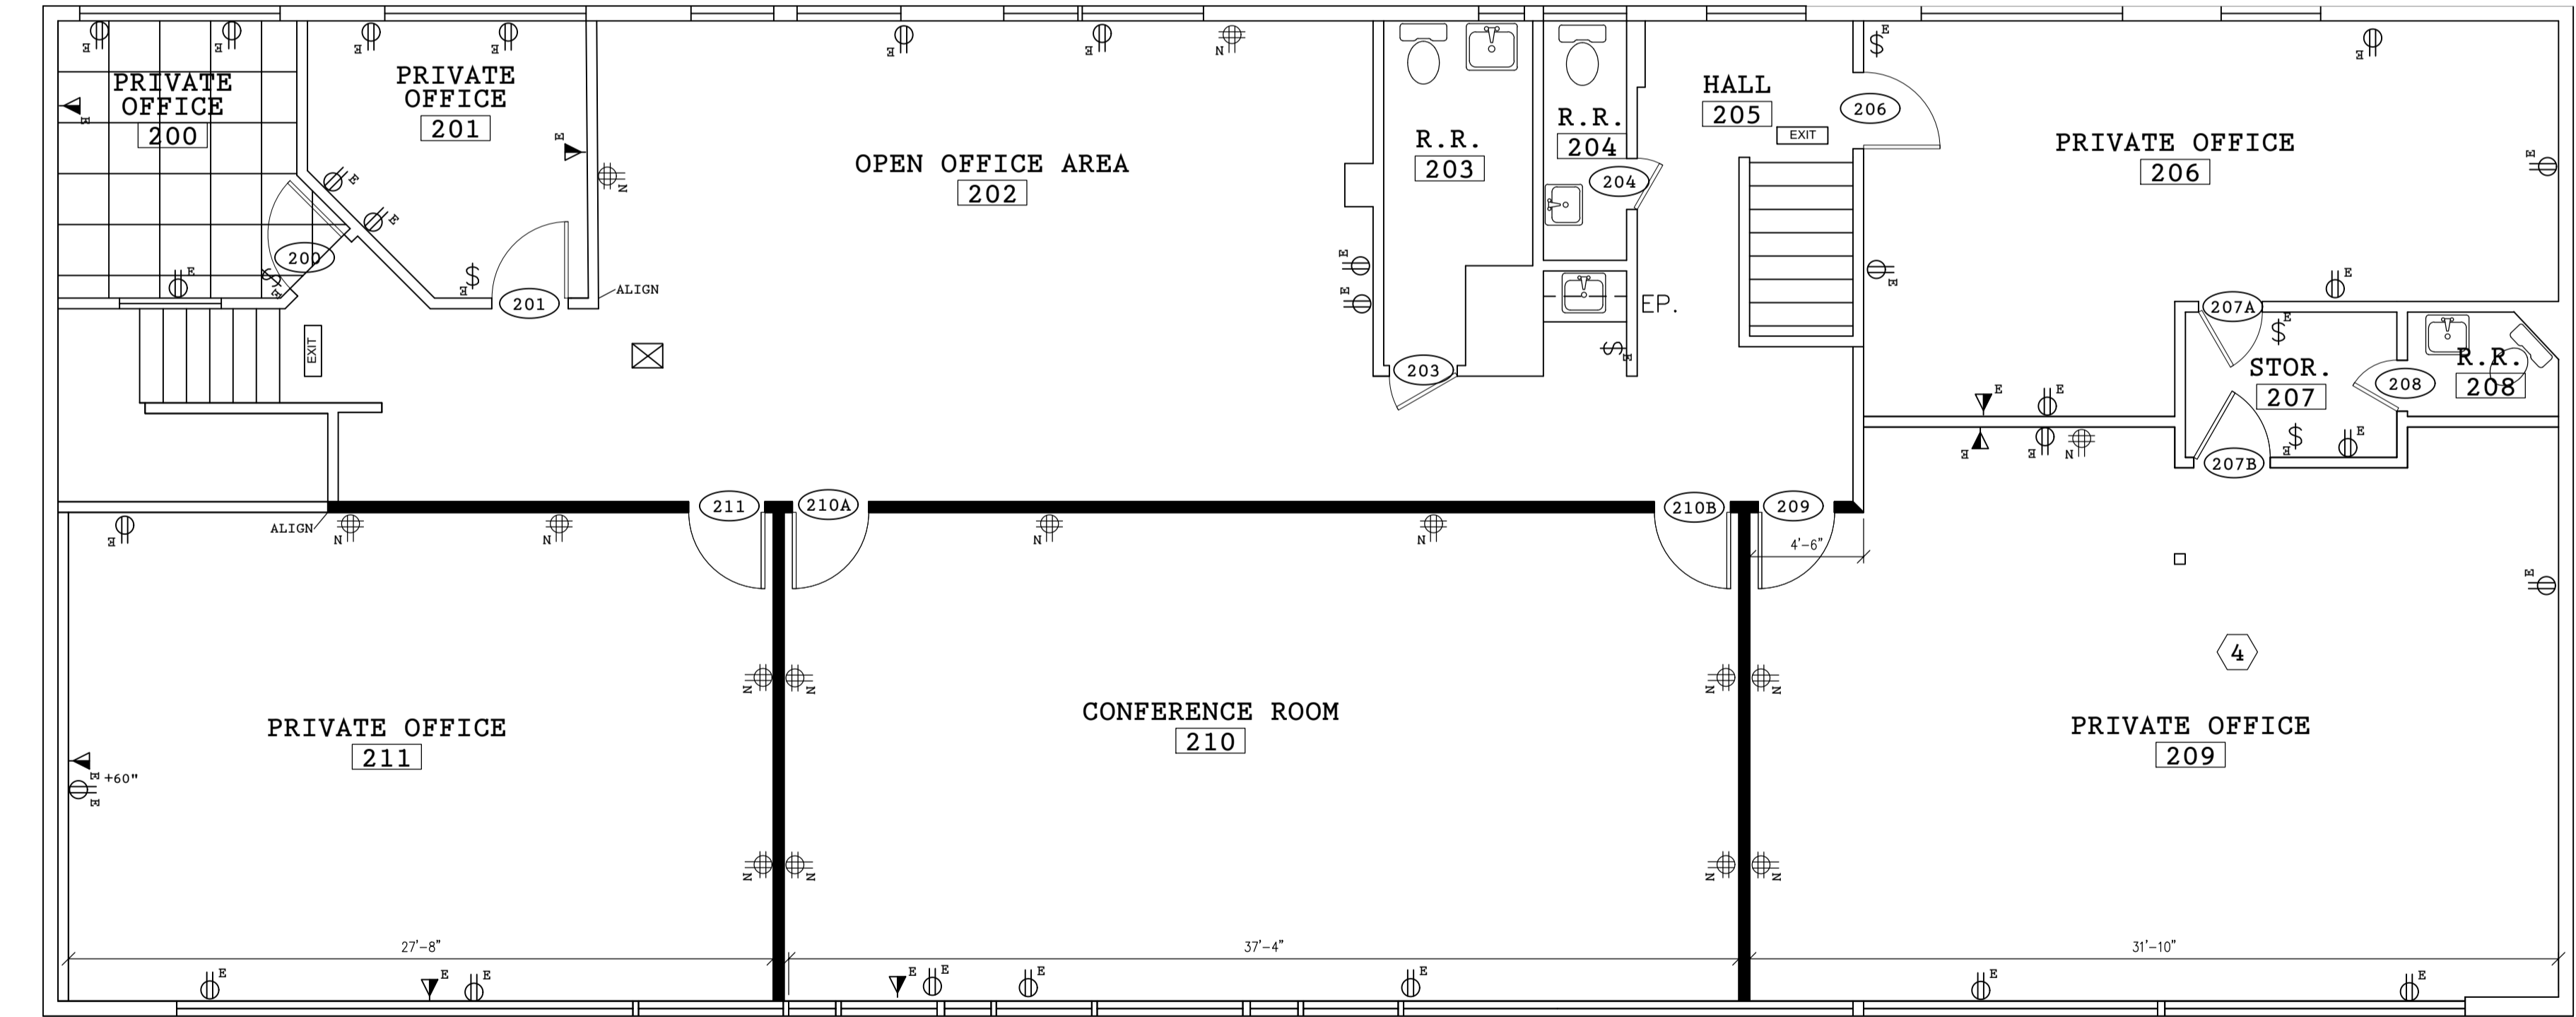 E
E
E
E
E
E
N
E
E
PRIVATE
OFFICE
200
E
PRIVATE
OFFICE
201
E
E
E
N
OPEN OFFICE AREA
202
R.R.
203
R.R.
204
204
HALL
205
EXIT
206
PRIVATE OFFICE
206
E
200
E
E
$
E
$
E
201
ALIGN
EXIT
E
E
EP.
$
E
203
E
E
207A
$
E
STOR.
207
208
R.R.
208
E
E
E
E
N
$
E
E
207B
211
210A
210B
209
ALIGN
E
N
N
N
N
4'-6"
E
N
N
N
N
4
PRIVATE OFFICE
211
CONFERENCE ROOM
210
PRIVATE OFFICE
209
E +60"
E
N
N
N
N
27'-8"
37'-4"
31'-10"
E
E
E
E
E
E
E
E
E